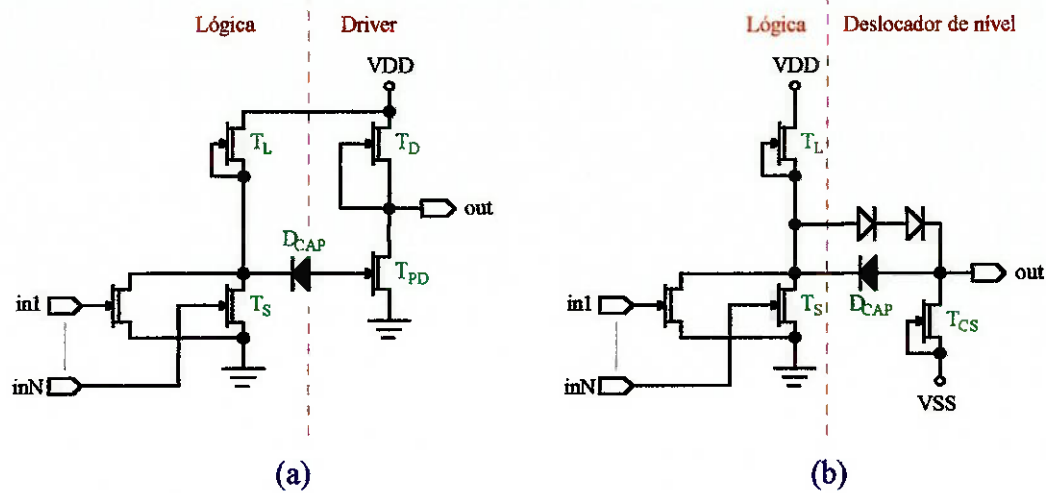 Lógica
Driver
VDD
T_L
T_D
out
D_CAP
T_PD
in1
T_S
inN
(a)
Lógica
Deslocador de nível
VDD
T_L
out
in1
T_S
D_CAP
T_CS
inN
VSS
(b)